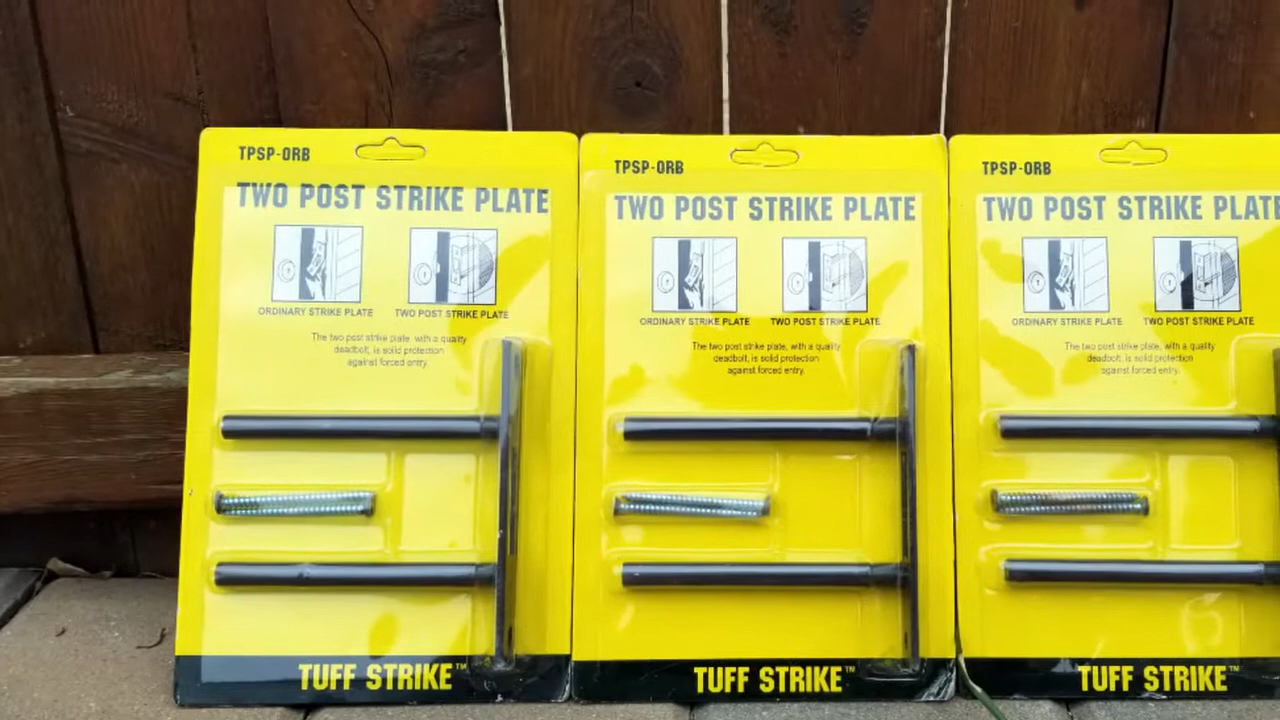 TPSP-ORB
TWO POST STRIKE PLATE
ORDINARY STRIKE PLATE
TWO POST STRIKE PLATE
The two post strike plate, with a quality
deadbolt, is solid protection
against forced entry.
TUFF STRIKE™
TPSP-ORB
TWO POST STRIKE PLATE
ORDINARY STRIKE PLATE
TWO POST STRIKE PLATE
The two post strike plate, with a quality
deadbolt, is solid protection
against forced entry.
TUFF STRIKE™
TPSP-ORB
TWO POST STRIKE PLATE
ORDINARY STRIKE PLATE
TWO POST STRIKE PLATE
The two post strike plate, with a quality
deadbolt, is solid protection
against forced entry.
TUFF STRIKE™